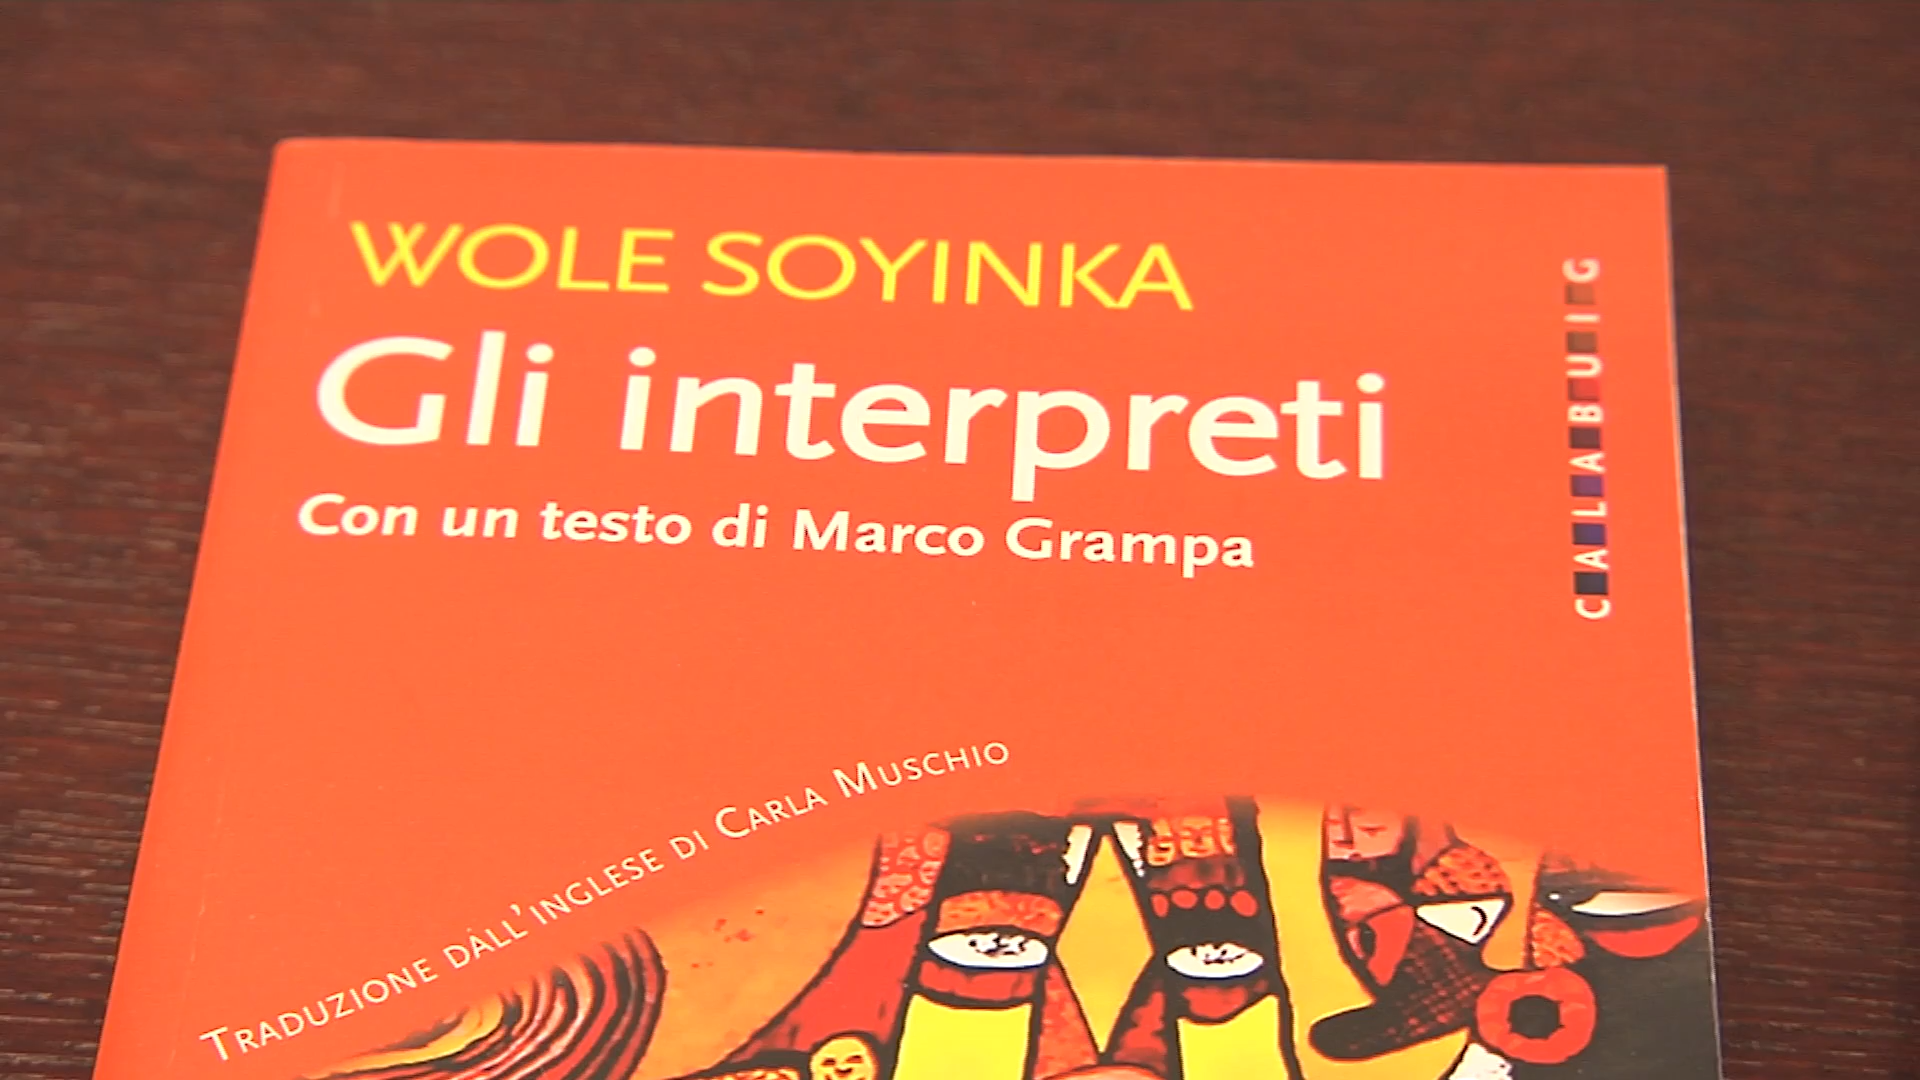 WOLE SOYINKA
Gli interpreti
Con un testo di Marco Grampa
CALABUIG
TRADUZIONE DALL'INGLESE DI CARLA MUSCHIO